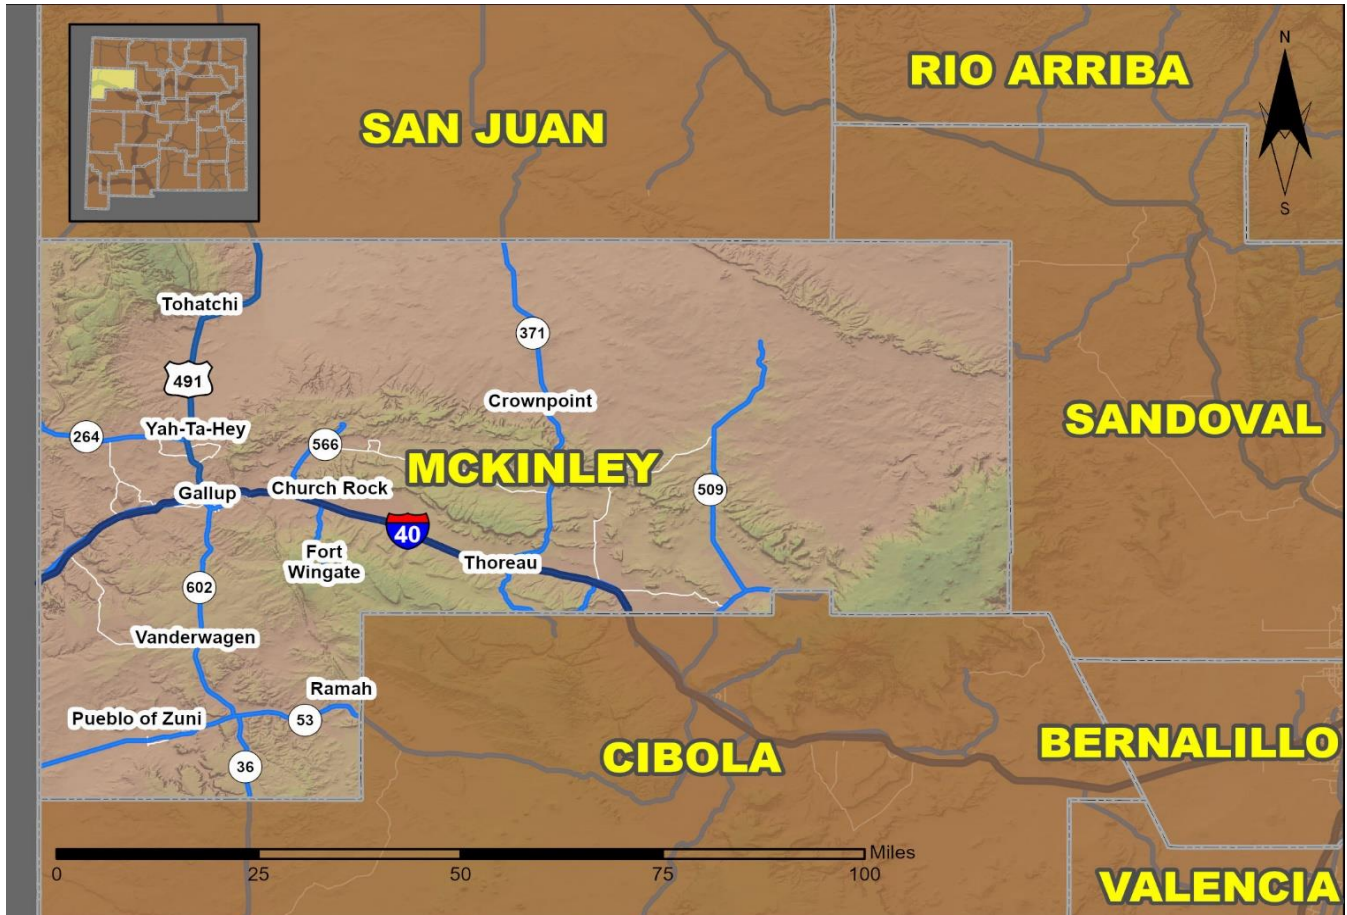 N
RIO ARRIBA
SAN JUAN
S
Tohatchi
371
491
Crownpoint
SANDOVAL
264
Yah-Ta-Hey
566
MCKINLEY
Gallup
Church Rock
509
40
Fort
Wingate
Thoreau
602
Vanderwagen
Ramah
Pueblo of Zuni
53
BERNALILLO
CIBOLA
36
Miles
0 25 50 75 100
VALENCIA